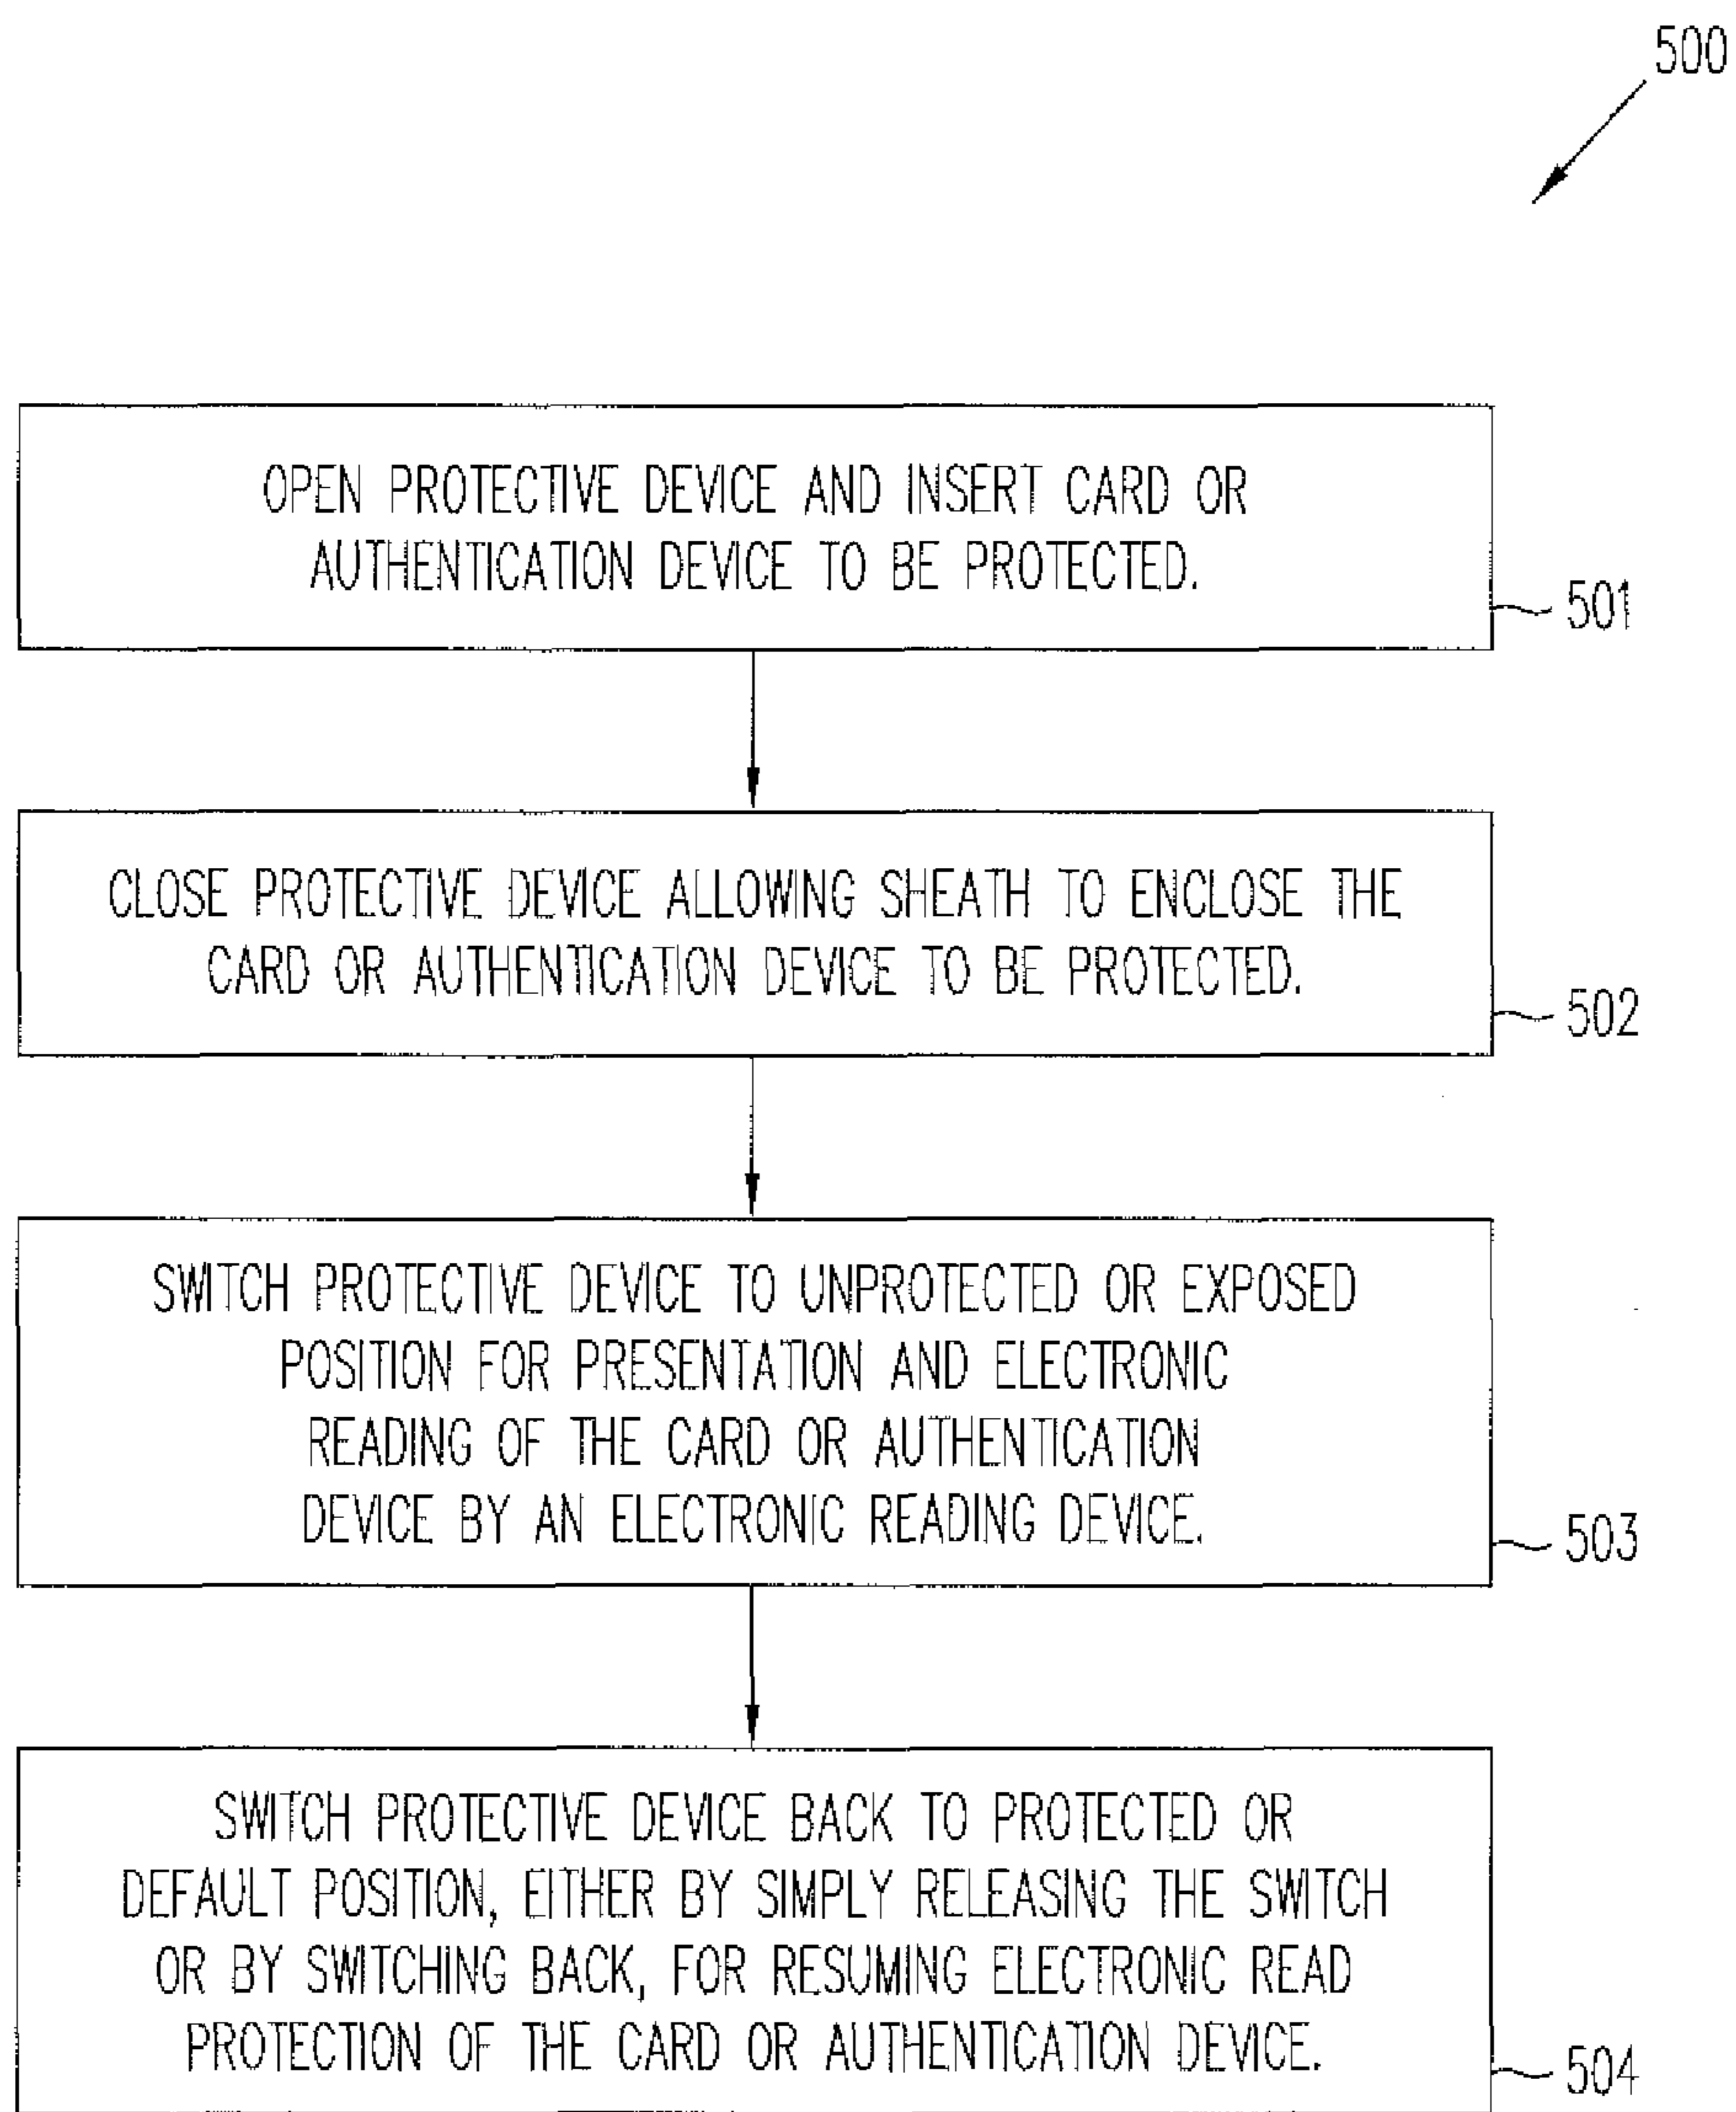 500
OPEN PROTECTIVE DEVICE AND INSERT CARD OR
AUTHENTICATION DEVICE TO BE PROTECTED.
501
CLOSE PROTECTIVE DEVICE ALLOWING SHEATH TO ENCLOSE THE
CARD OR AUTHENTICATION DEVICE TO BE PROTECTED.
502
SWITCH PROTECTIVE DEVICE TO UNPROTECTED OR EXPOSED
POSITION FOR PRESENTATION AND ELECTRONIC
READING OF THE CARD OR AUTHENTICATION
DEVICE BY AN ELECTRONIC READING DEVICE.
503
SWITCH PROTECTIVE DEVICE BACK TO PROTECTED OR
DEFAULT POSITION, EITHER BY SIMPLY RELEASING THE SWITCH
OR BY SWITCHING BACK, FOR RESUMING ELECTRONIC READ
PROTECTION OF THE CARD OR AUTHENTICATION DEVICE.
504